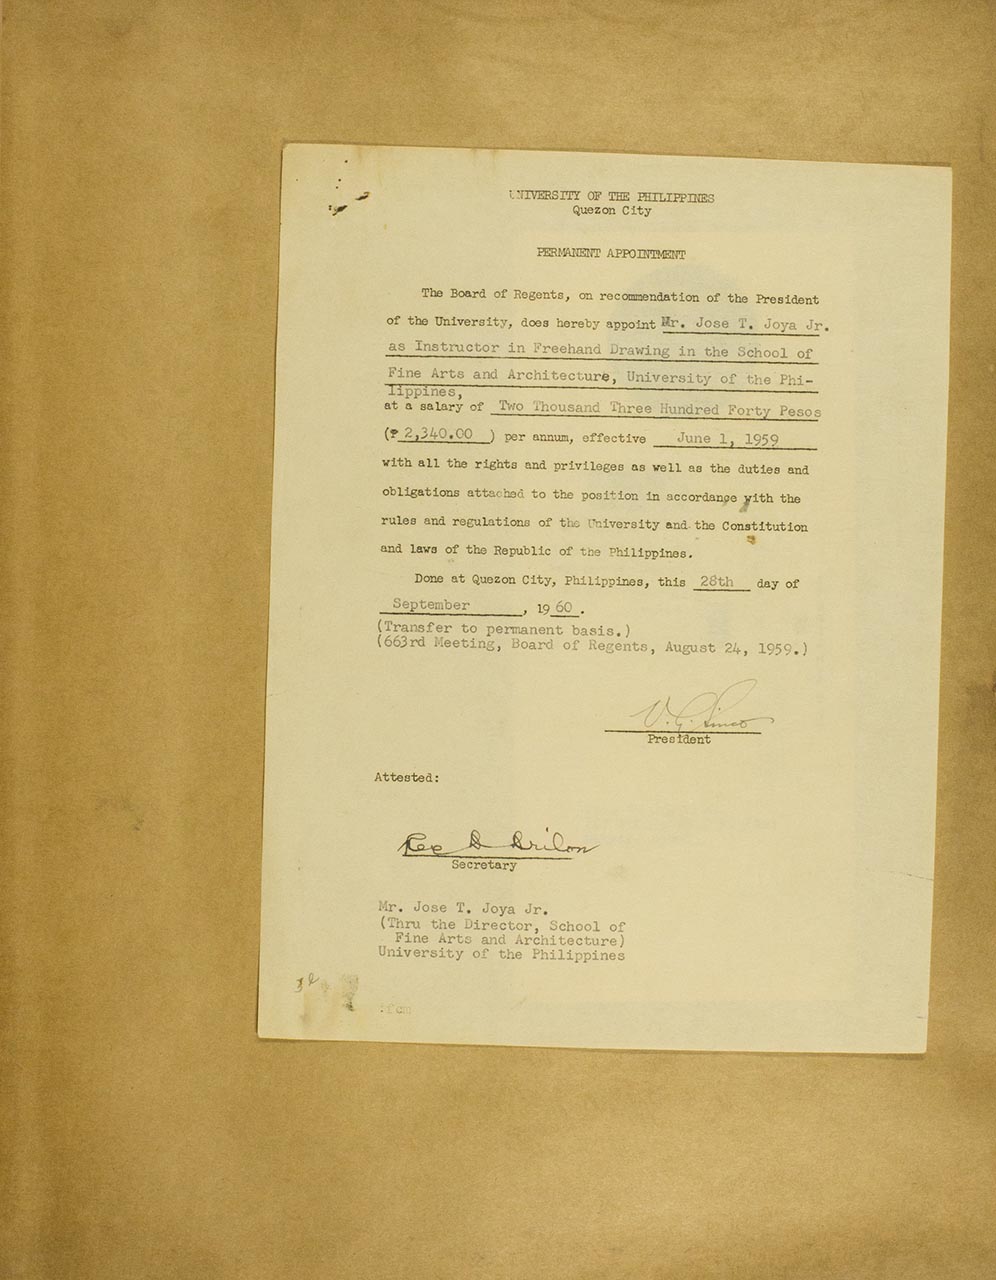 UNIVERSITY OF THE PHILIPPINES
Quezon City
PERMANENT APPOINTMENT
The Board of Regents, on recommendation of the President
of the University, does hereby appoint Mr. Jose T. Joya Jr.
as Instructor in Freehand Drawing in the School of
Fine Arts and Architecture, University of the Phi-
lippines,
at a salary of Two Thousand Three Hundred Forty Pesos
(₱ 2,340.00 ) per annum, effective June 1, 1959
with all the rights and privileges as well as the duties and
obligations attached to the position in accordance with the
rules and regulations of the University and the Constitution
and laws of the Republic of the Philippines.
Done at Quezon City, Philippines, this 28th day of
September , 19 60 .
(Transfer to permanent basis.)
(663rd Meeting, Board of Regents, August 24, 1959.)
V. G. Sinco
President
Attested:
Rex D Drilon
Secretary
Mr. Jose T. Joya Jr.
(Thru the Director, School of
Fine Arts and Architecture)
University of the Philippines